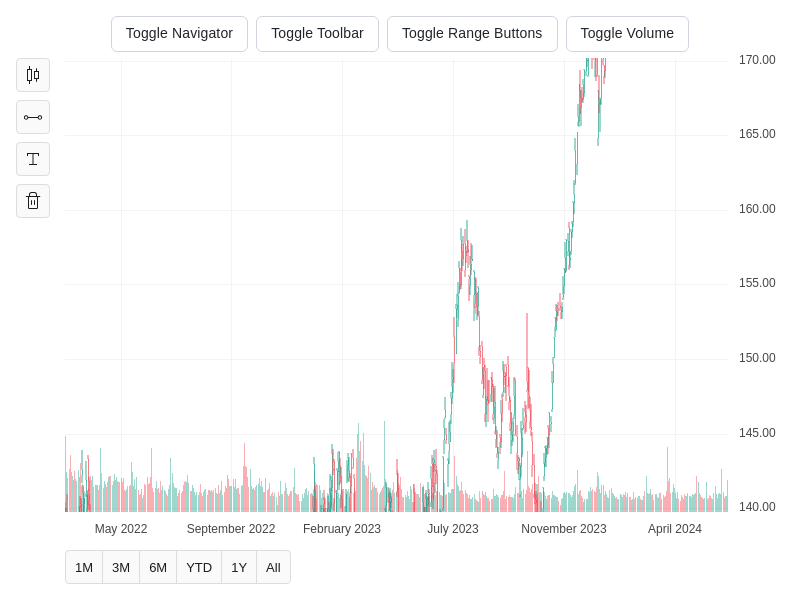 Toggle Navigator Toggle Toolbar Toggle Range Buttons Toggle Volume
170.00
165.00
160.00
155.00
150.00
145.00
140.00
May 2022 September 2022 February 2023 July 2023 November 2023 April 2024
1M 3M 6M YTD 1Y All